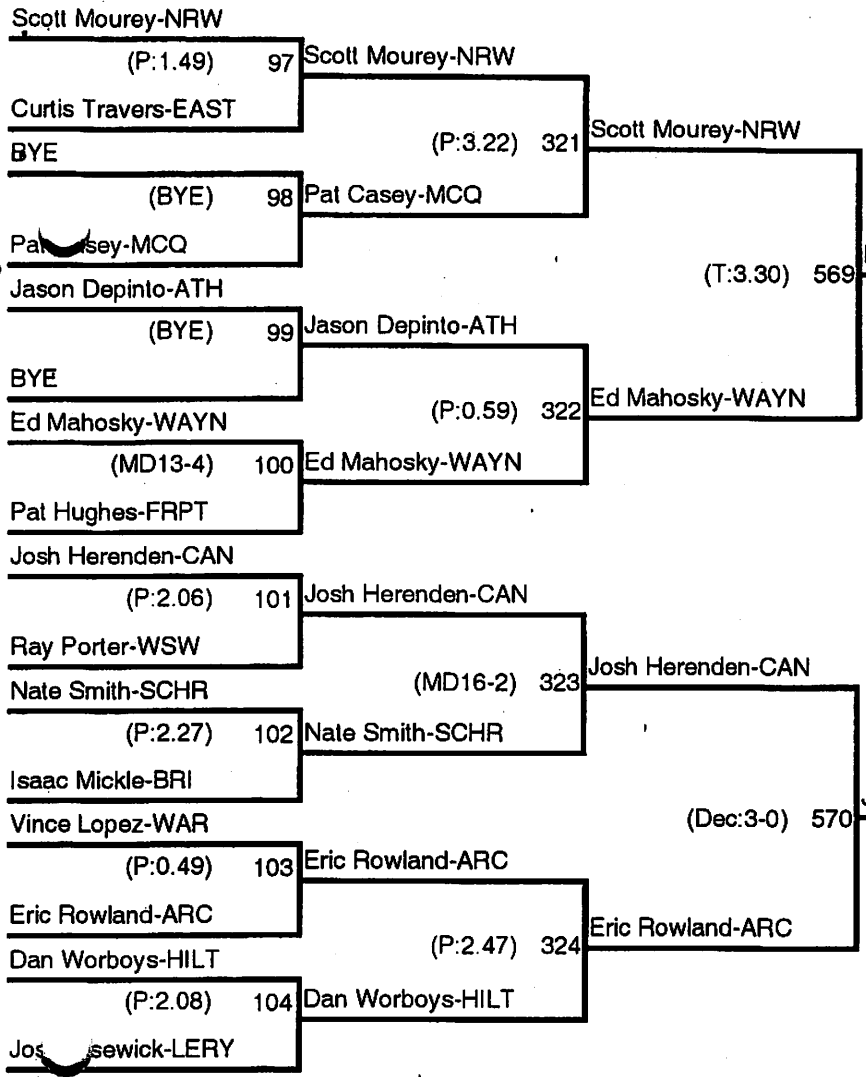 Scott Mourey-NRW
(P:1.49) 97 Scott Mourey-NRW
Curtis Travers-EAST
(P:3.22) 321 Scott Mourey-NRW
BYE
(BYE) 98 Pat Casey-MCQ
(T:3.30) 569
Jason Depinto-ATH
(BYE) 99 Jason Depinto-ATH
BYE
(P:0.59) 322 Ed Mahosky-WAYN
Ed Mahosky-WAYN
(MD13-4) 100 Ed Mahosky-WAYN
Pat Hughes-FRPT
Josh Herenden-CAN
(P:2.06) 101 Josh Herenden-CAN
Ray Porter-WSW
(MD16-2) 323 Josh Herenden-CAN
Nate Smith-SCHR
(P:2.27) 102 Nate Smith-SCHR
Isaac Mickle-BRI
Vince Lopez-WAR
(Dec:3-0) 570
(P:0.49) 103 Eric Rowland-ARC
Eric Rowland-ARC
(P:2.47) 324 Eric Rowland-ARC
Dan Worboys-HILT
(P:2.08) 104 Dan Worboys-HILT